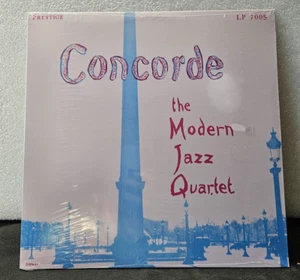 PRESTIGE LP 7005
Concorde
the
Modern
Jazz
Quartet